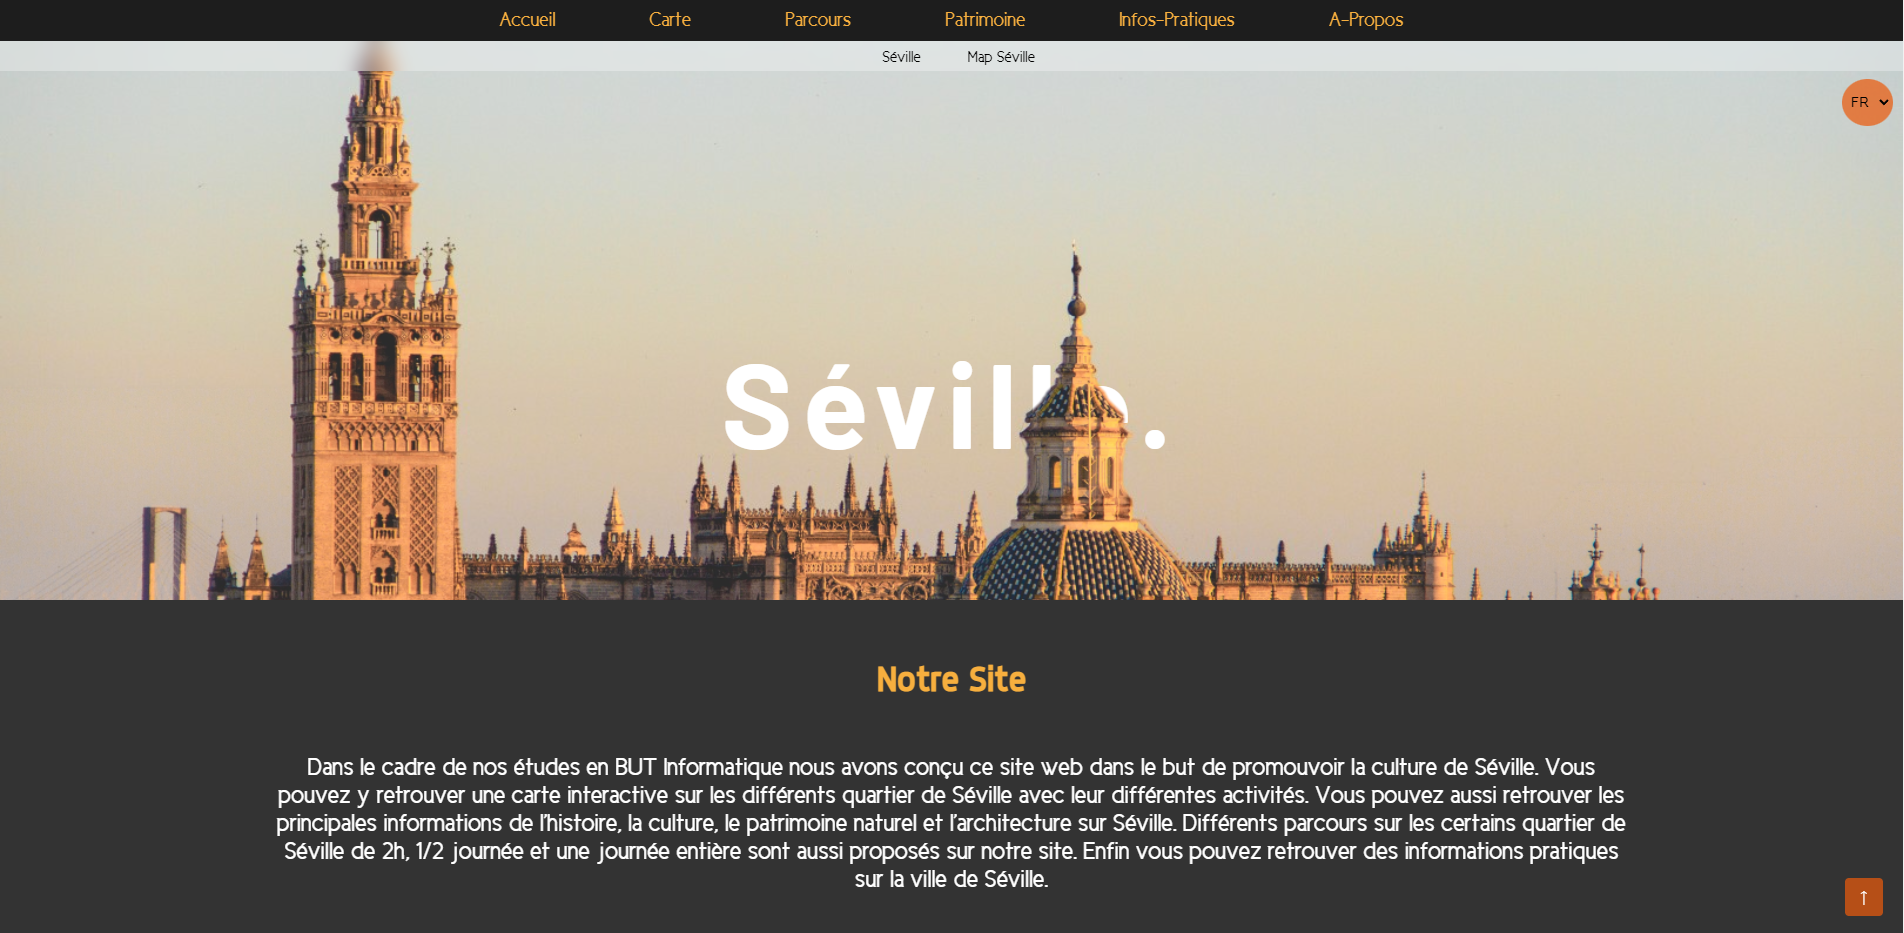 Accueil Carte Parcours Patrimoine Infos-Pratiques A-Propos
Séville Map Séville
FR
Séville.
Notre Site
Dans le cadre de nos études en BUT Informatique nous avons conçu ce site web dans le but de promouvoir la culture de Séville. Vous
pouvez y retrouver une carte interactive sur les différents quartier de Séville avec leur différentes activités. Vous pouvez aussi retrouver les
principales informations de l'histoire, la culture, le patrimoine naturel et l'architecture sur Séville. Différents parcours sur les certains quartier de
Séville de 2h, 1/2 journée et une journée entière sont aussi proposés sur notre site. Enfin vous pouvez retrouver des informations pratiques
sur la ville de Séville.
↑